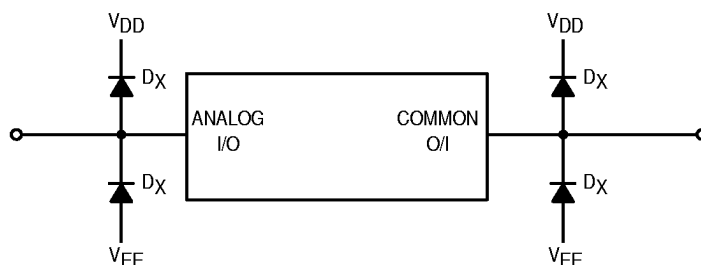 VDD
VDD
DX
DX
ANALOG
I/O
COMMON
O/I
DX
DX
VEE
VEE